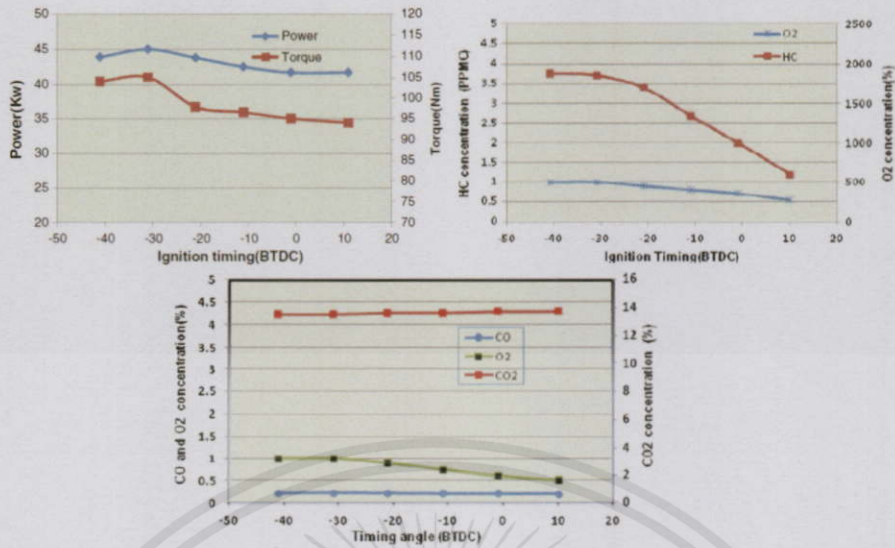 50
45
40
35
30
25
20
Power(Kw)
Power
Torque
120
115
110
105
100
95
90
85
80
75
70
Torque(Nm)
-50 -40 -30 -20 -10 0 10 20
Ignition timing(BTDC)
5
4.5
4
3.5
3
2.5
2
1.5
1
0.5
0
HC concentration (PPMC)
O2
HC
2500
2000
1500
1000
500
0
O2 concentration(%)
-50 -40 -30 -20 -10 0 10 20
Ignition Timing(BTDC)
5
4.5
4
3.5
3
2.5
2
1.5
1
0.5
0
CO and O2 concentration(%)
CO
O2
CO2
16
14
12
10
8
6
4
2
0
CO2 concentration (%)
-50 -40 -30 -20 -10 0 10 20
Timing angle (BTDC)